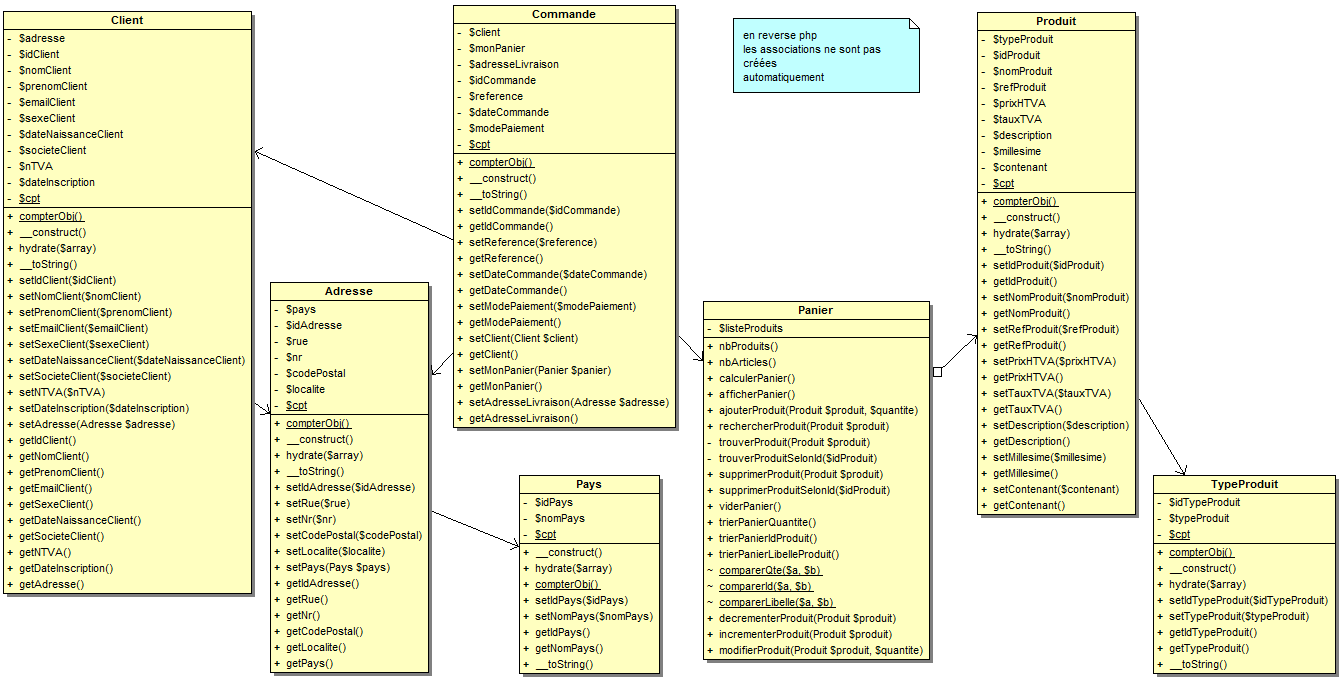 Client
- $adresse
- $idClient
- $nomClient
- $prenomClient
- $emailClient
- $sexeClient
- $dateNaissanceClient
- $societeClient
- $nTVA
- $dateInscription
- $cpt
+ compterObj()
+ __construct()
+ hydrate($array)
+ __toString()
+ setIdClient($idClient)
+ setNomClient($nomClient)
+ setPrenomClient($prenomClient)
+ setEmailClient($emailClient)
+ setSexeClient($sexeClient)
+ setDateNaissanceClient($dateNaissanceClient)
+ setSocieteClient($societeClient)
+ setNTVA($nTVA)
+ setDateInscription($dateInscription)
+ setAdresse(Adresse $adresse)
+ getIdClient()
+ getNomClient()
+ getPrenomClient()
+ getEmailClient()
+ getSexeClient()
+ getDateNaissanceClient()
+ getSocieteClient()
+ getNTVA()
+ getDateInscription()
+ getAdresse()
Adresse
- $pays
- $idAdresse
- $rue
- $nr
- $codePostal
- $localite
- $cpt
+ compterObj()
+ __construct()
+ hydrate($array)
+ __toString()
+ setIdAdresse($idAdresse)
+ setRue($rue)
+ setNr($nr)
+ setCodePostal($codePostal)
+ setLocalite($localite)
+ setPays(Pays $pays)
+ getIdAdresse()
+ getRue()
+ getNr()
+ getCodePostal()
+ getLocalite()
+ getPays()
Commande
- $client
- $monPanier
- $adresseLivraison
- $idCommande
- $reference
- $dateCommande
- $modePaiement
- $cpt
+ compterObj()
+ __construct()
+ __toString()
+ setIdCommande($idCommande)
+ getIdCommande()
+ setReference($reference)
+ getReference()
+ setDateCommande($dateCommande)
+ getDateCommande()
+ setModePaiement($modePaiement)
+ getModePaiement()
+ setClient(Client $client)
+ getClient()
+ setMonPanier(Panier $panier)
+ getMonPanier()
+ setAdresseLivraison(Adresse $adresse)
+ getAdresseLivraison()
Pays
- $idPays
- $nomPays
- $cpt
+ __construct()
+ hydrate($array)
+ compterObj()
+ setIdPays($idPays)
+ setNomPays($nomPays)
+ getIdPays()
+ getNomPays()
+ __toString()
en reverse php
les associations ne sont pas
créées
automatiquement
Panier
- $listeProduits
+ nbProduits()
+ nbArticles()
+ calculerPanier()
+ afficherPanier()
+ ajouterProduit(Produit $produit, $quantite)
+ rechercherProduit(Produit $produit)
- trouverProduit(Produit $produit)
- trouverProduitSelonId($idProduit)
+ supprimerProduit(Produit $produit)
+ supprimerProduitSelonId($idProduit)
+ viderPanier()
+ trierPanierQuantite()
+ trierPanierIdProduit()
+ trierPanierLibelleProduit()
~ comparerQte($a, $b)
~ comparerId($a, $b)
~ comparerLibelle($a, $b)
+ decrementerProduit(Produit $produit)
+ incrementerProduit(Produit $produit)
+ modifierProduit(Produit $produit, $quantite)
Produit
- $typeProduit
- $idProduit
- $nomProduit
- $refProduit
- $prixHTVA
- $tauxTVA
- $description
- $millesime
- $contenant
- $cpt
+ compterObj()
+ __construct()
+ hydrate($array)
+ __toString()
+ setIdProduit($idProduit)
+ getIdProduit()
+ setNomProduit($nomProduit)
+ getNomProduit()
+ setRefProduit($refProduit)
+ getRefProduit()
+ setPrixHTVA($prixHTVA)
+ getPrixHTVA()
+ setTauxTVA($tauxTVA)
+ getTauxTVA()
+ setDescription($description)
+ getDescription()
+ setMillesime($millesime)
+ getMillesime()
+ setContenant($contenant)
+ getContenant()
TypeProduit
- $idTypeProduit
- $typeProduit
- $cpt
+ compterObj()
+ __construct()
+ hydrate($array)
+ setIdTypeProduit($idTypeProduit)
+ setTypeProduit($typeProduit)
+ getIdTypeProduit()
+ getTypeProduit()
+ __toString()